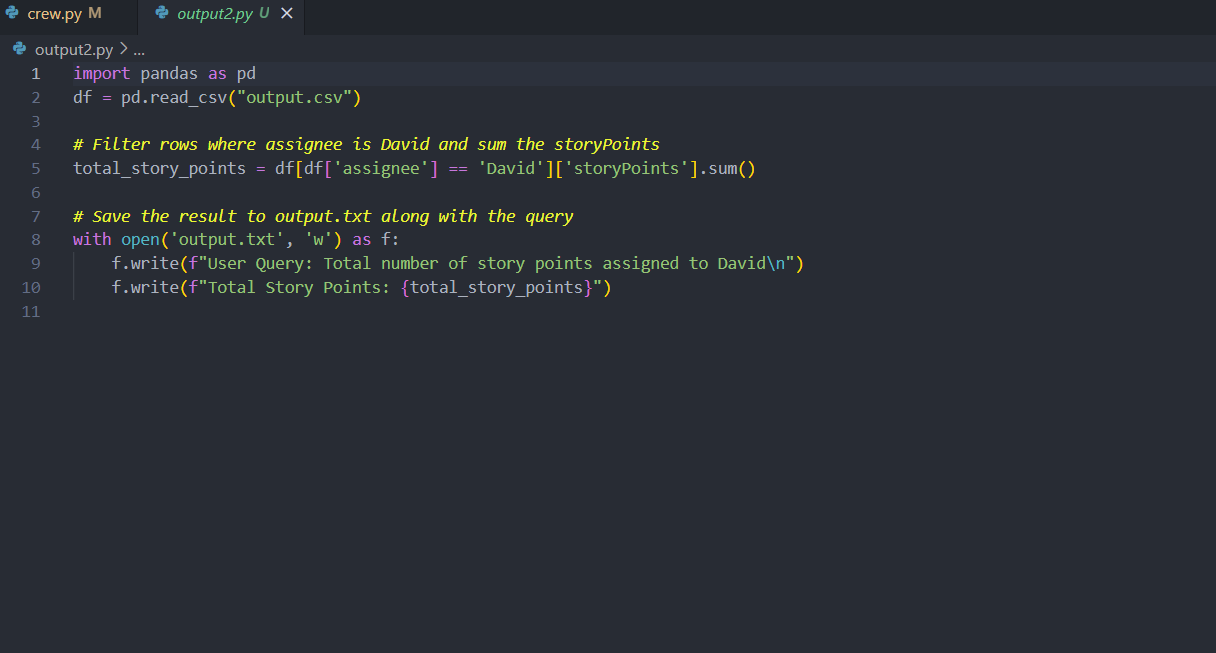 crew.py M
output2.py U
output2.py > ...
1 import pandas as pd
2 df = pd.read_csv("output.csv")
3
4 # Filter rows where assignee is David and sum the storyPoints
5 total_story_points = df[df['assignee'] == 'David']['storyPoints'].sum()
6
7 # Save the result to output.txt along with the query
8 with open('output.txt', 'w') as f:
9     f.write(f"User Query: Total number of story points assigned to David\n")
10     f.write(f"Total Story Points: {total_story_points}")
11